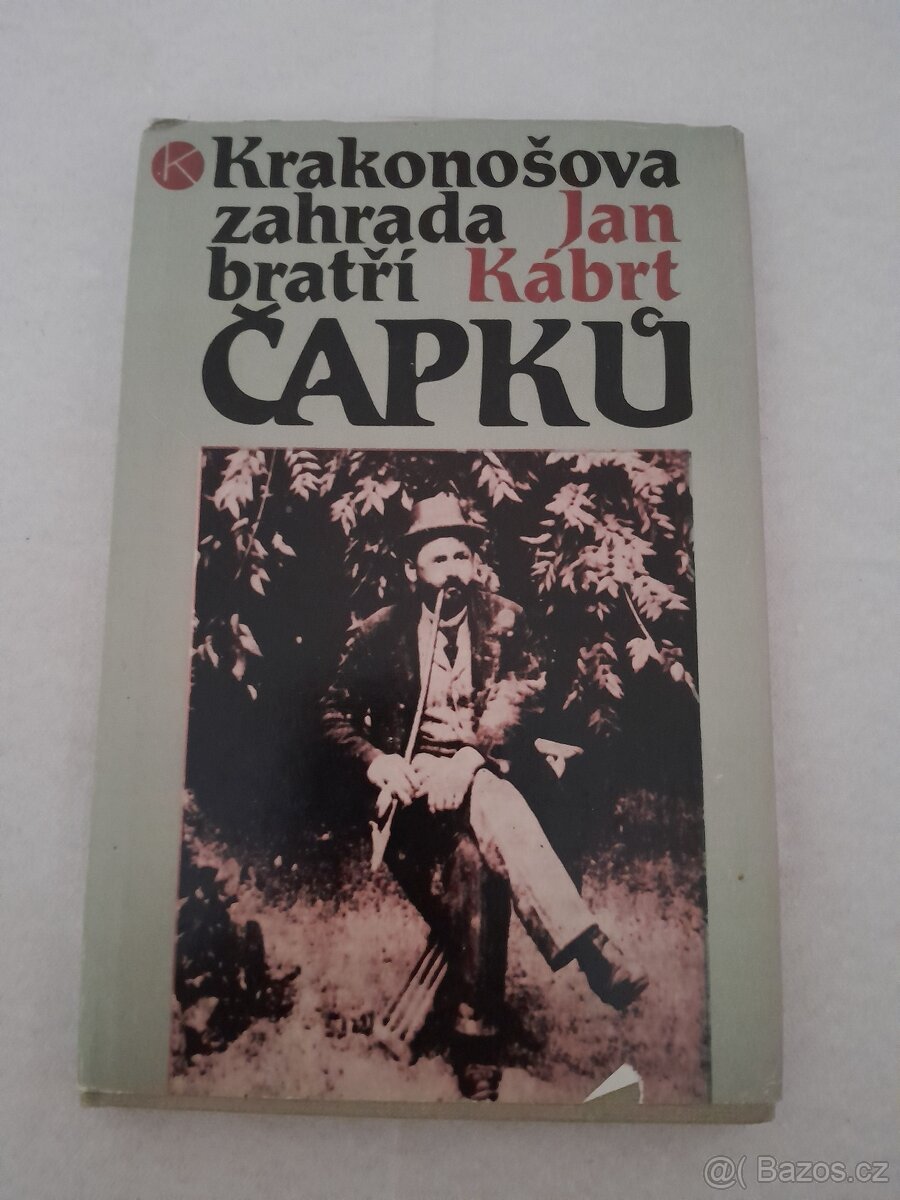 K Krakonošova
zahrada Jan
bratří Kábrt
ČAPKŮ
@( Bazos.cz